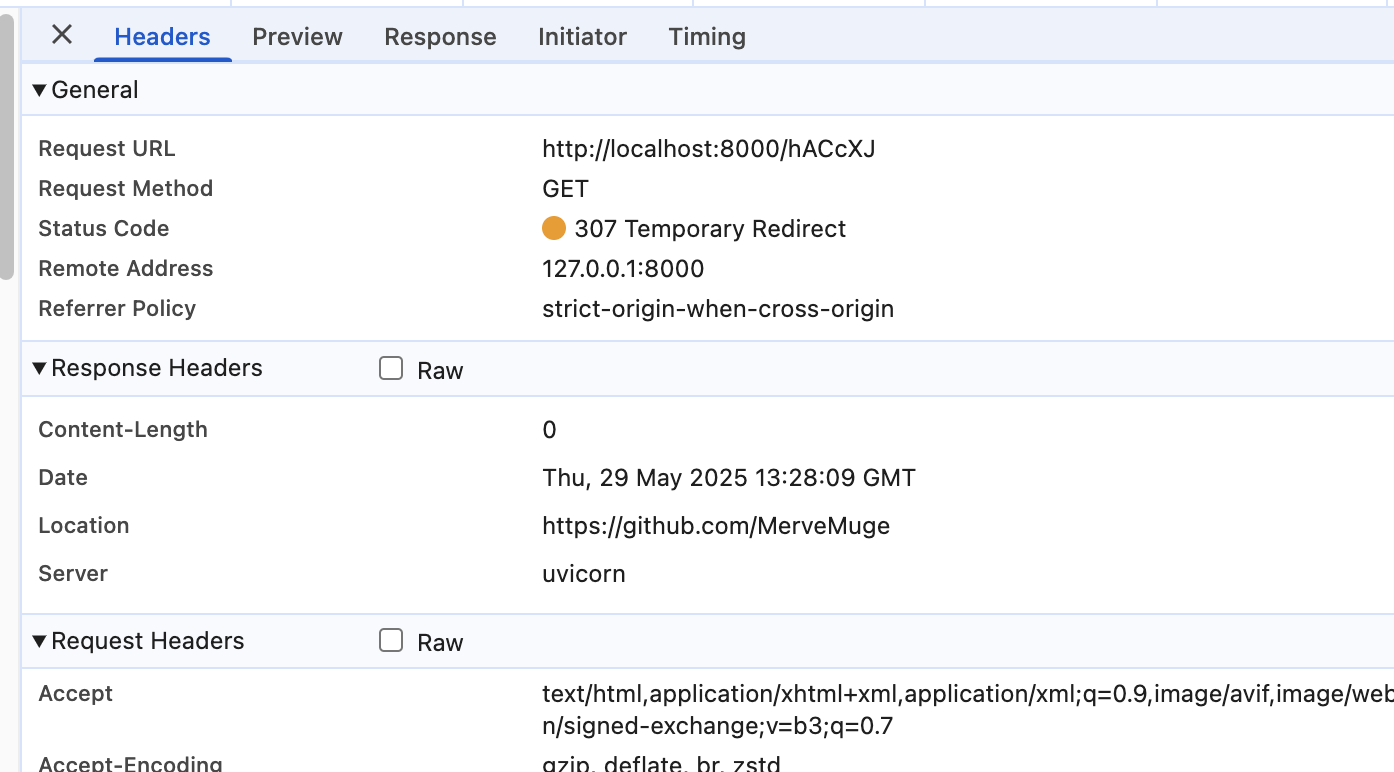 Headers Preview Response Initiator Timing
General
Request URL http://localhost:8000/hACcXJ
Request Method GET
Status Code 307 Temporary Redirect
Remote Address 127.0.0.1:8000
Referrer Policy strict-origin-when-cross-origin
Response Headers Raw
Content-Length 0
Date Thu, 29 May 2025 13:28:09 GMT
Location https://github.com/MerveMuge
Server uvicorn
Request Headers Raw
Accept text/html,application/xhtml+xml,application/xml;q=0.9,image/avif,image/web
n/signed-exchange;v=b3;q=0.7
Accept-Encoding gzip, deflate, br, zstd